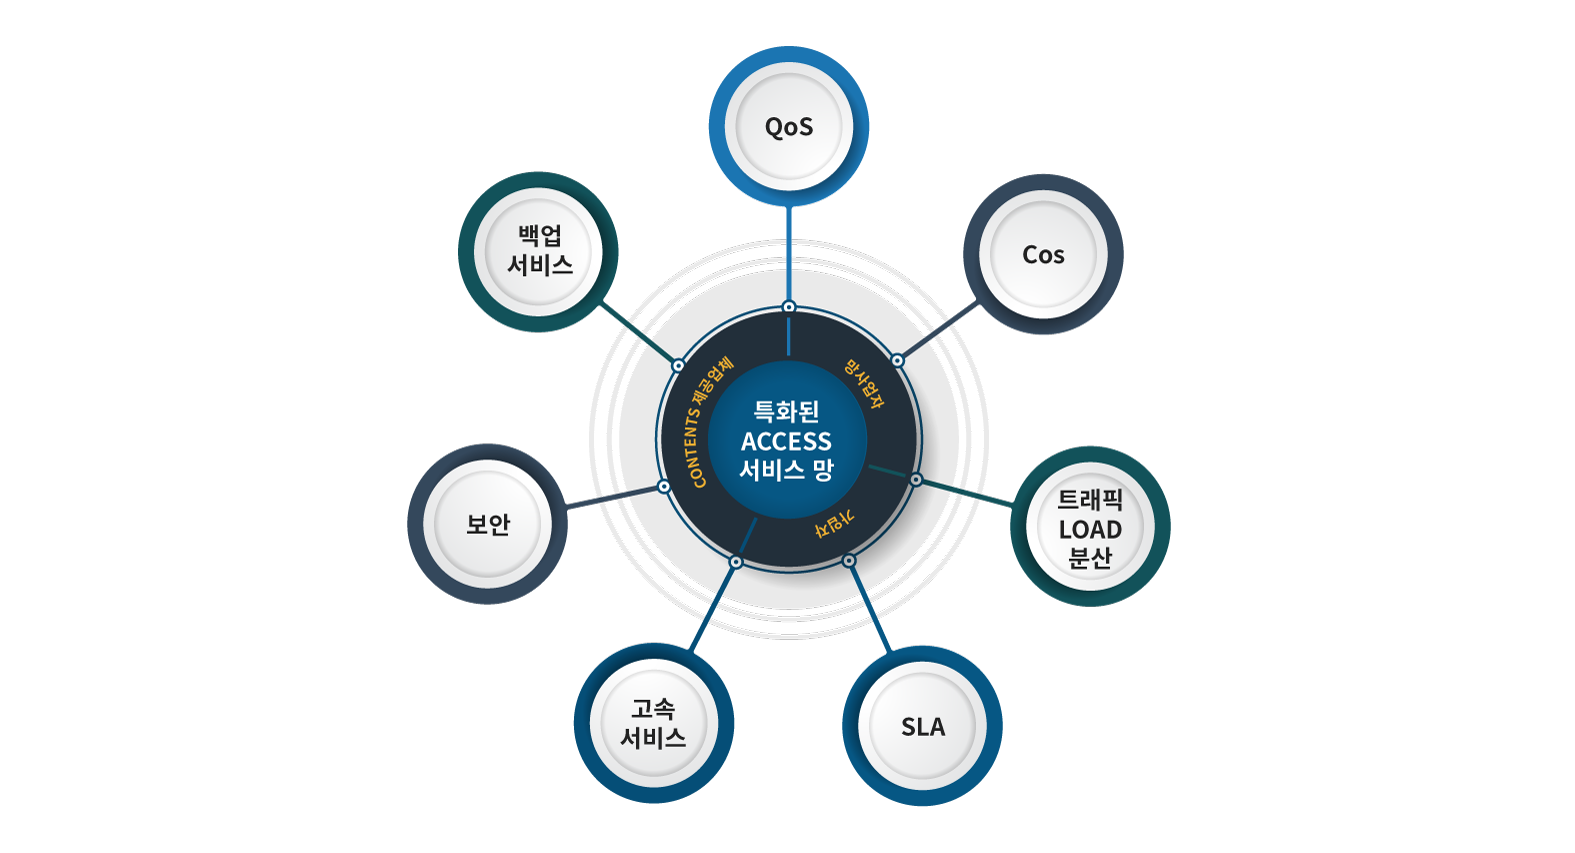 QoS
백업
서비스
Cos
CONTENTS 제공업체
망사업자
특화된
ACCESS
서비스 망
가입자
보안
트래픽
LOAD
분산
고속
서비스
SLA